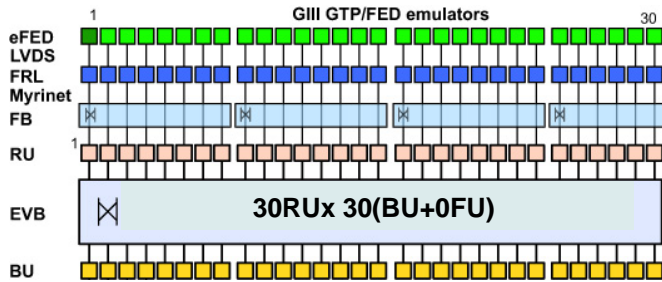 1 GIII GTP/FED emulators 30
eFED
LVDS
FRL
Myrinet
FB
1
RU
30RUx 30(BU+0FU)
EVB
BU